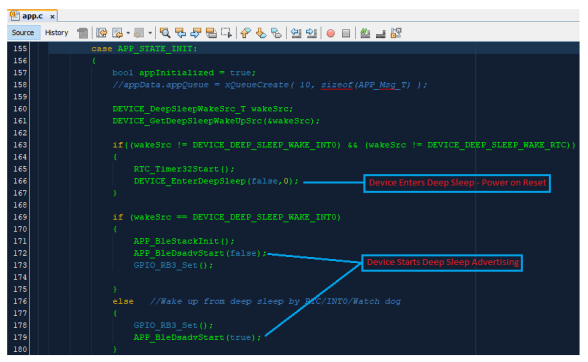 app.c x
Source History
155 case APP_STATE_INIT:
156 {
157 bool appInitialized = true;
158 //appData.appQueue = xQueueCreate( 10, sizeof(APP_Msg_T) );
159
160 DEVICE_DeepSleepWakeSrc_T wakeSrc;
161 DEVICE_GetDeepSleepWakeUpSrc(&wakeSrc);
162
163 if((wakeSrc != DEVICE_DEEP_SLEEP_WAKE_INT0) && (wakeSrc != DEVICE_DEEP_SLEEP_WAKE_RTC))
164 {
165 RTC_Timer32Start();
166 DEVICE_EnterDeepSleep(false,0); Device Enters Deep Sleep - Power on Reset
167 }
168
169 if (wakeSrc == DEVICE_DEEP_SLEEP_WAKE_INT0)
170 {
171 APP_BleStackInit();
172 APP_BleDsadvStart(false); Device Starts Deep Sleep Advertising
173 GPIO_RB3_Set();
174
175 }
176 else //Wake up from deep sleep by RTC/INT0/Watch dog
177 {
178 GPIO_RB3_Set();
179 APP_BleDsadvStart(true);
180 }